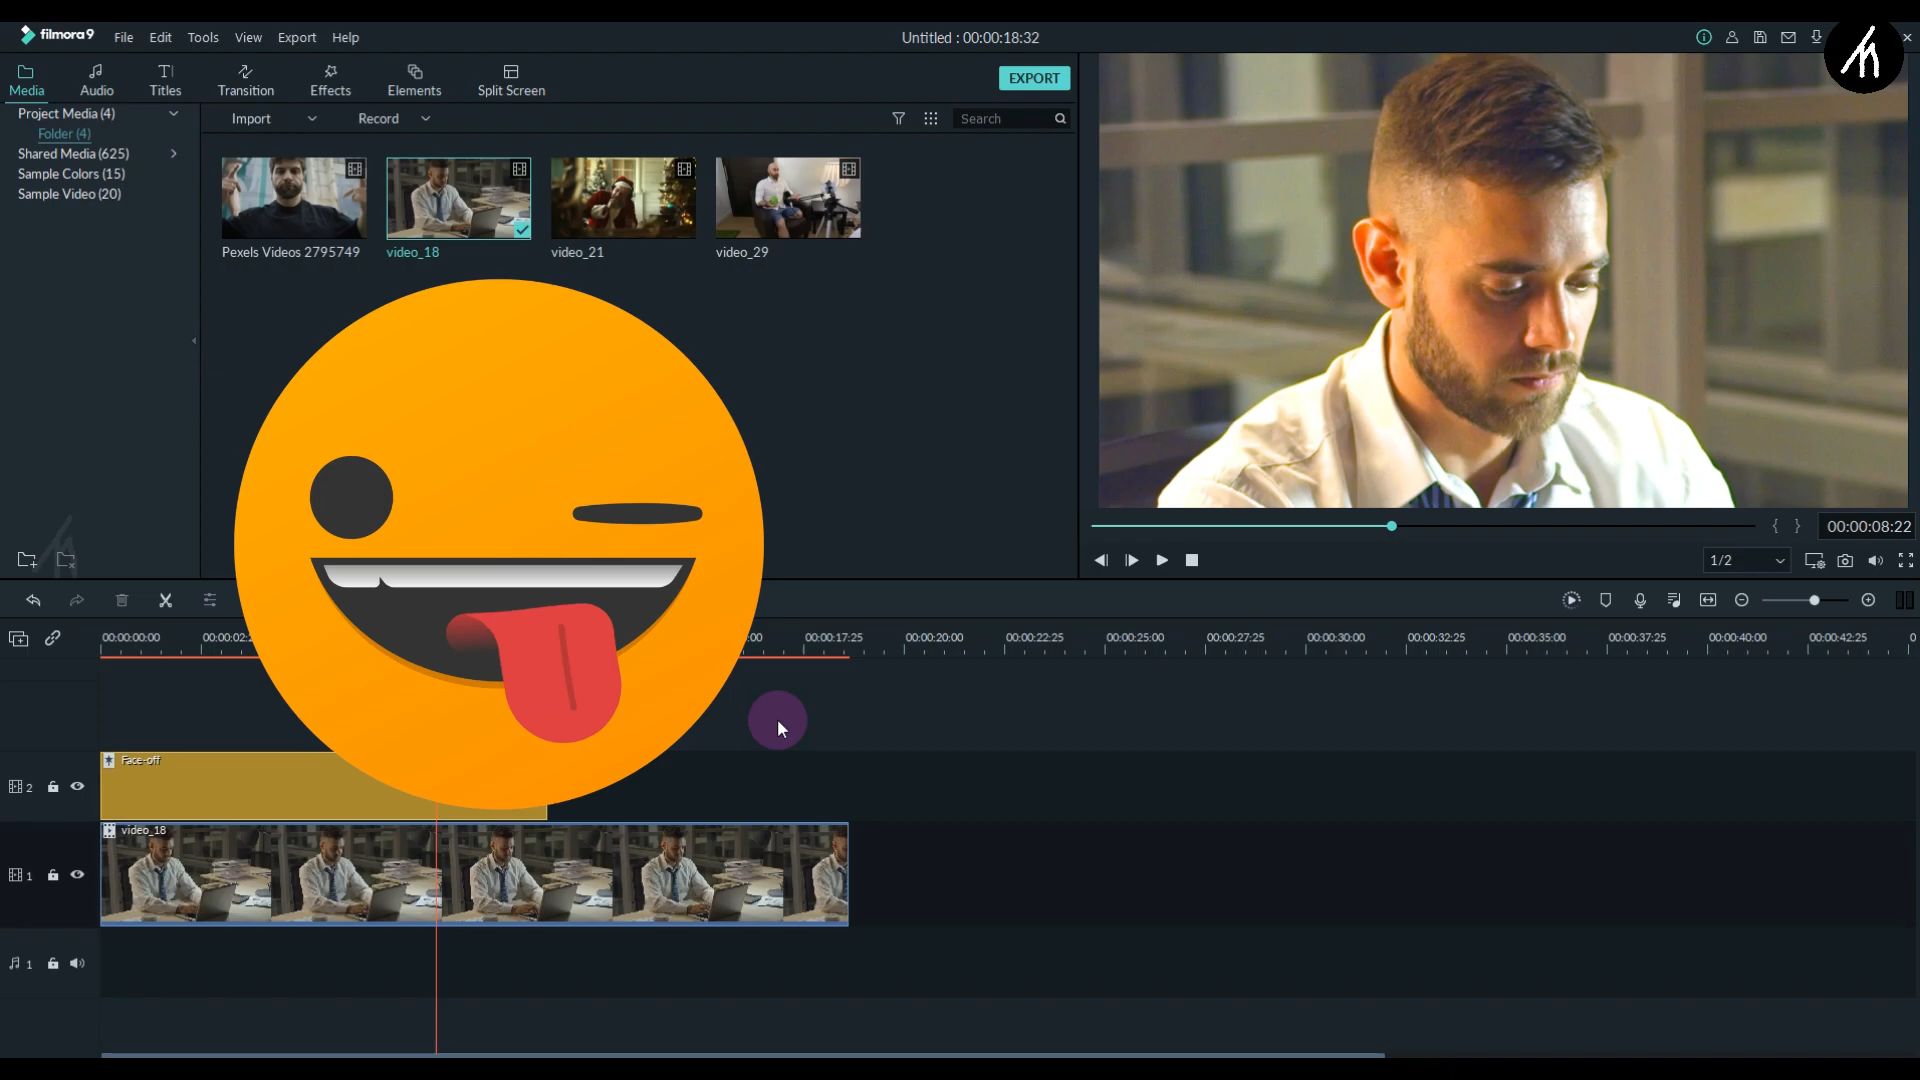 filmora9 File Edit Tools View Export Help Untitled : 00:00:18:32
Media Audio Titles Transition Effects Elements Split Screen EXPORT
Project Media (4)
Folder (4)
Shared Media (625)
Sample Colors (15)
Sample Video (20)
Import Record Search
Pexels Videos 2795749 video_18 video_21 video_29
00:00:08:22
1/2
00:00:00:00 00:00:17:25 00:00:20:00 00:00:22:25 00:00:25:00 00:00:27:25 00:00:30:00 00:00:32:25 00:00:35:00 00:00:37:25 00:00:40:00 00:00:42:25
Face-off
2
video_18
1
1